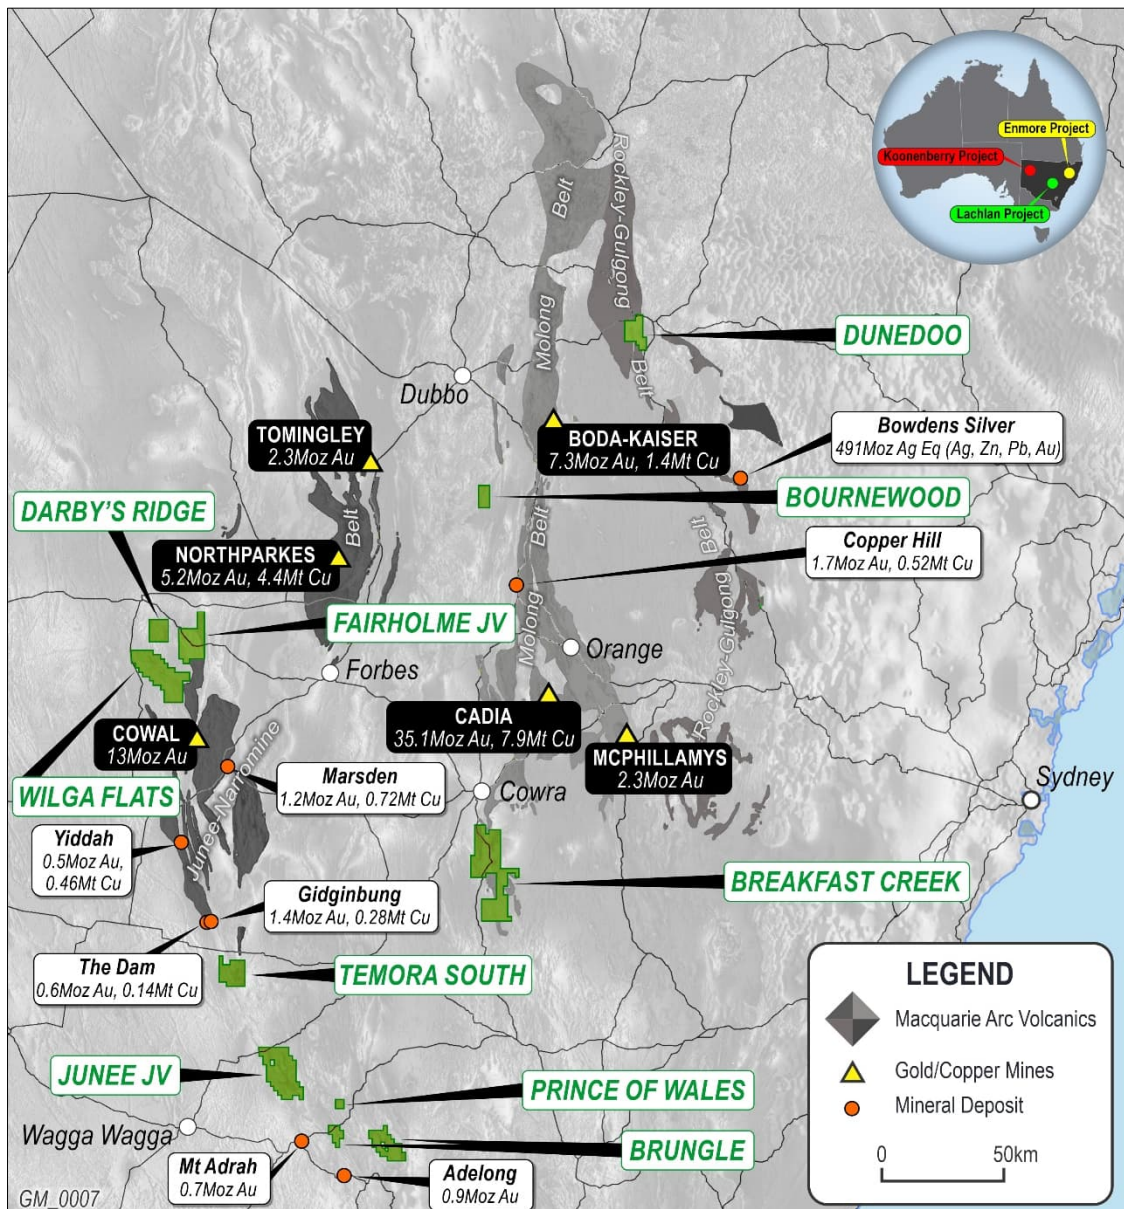 Enmore Project
Koonenberry Project
Lachlan Project
Belt
Rockley-Gulgong
Molong
Belt
DUNEDOO
Dubbo
TOMINGLEY
2.3Moz Au
BODA-KAISER
7.3Moz Au, 1.4Mt Cu
Bowdens Silver
491Moz Ag Eq (Ag, Zn, Pb, Au)
DARBY'S RIDGE
BOURNEWOOD
Belt
NORTHPARKES
5.2Moz Au, 4.4Mt Cu
Belt
Belt
Copper Hill
1.7Moz Au, 0.52Mt Cu
FAIRHOLME JV
Molong
Orange
Rockley-Gulgong
Forbes
COWAL
13Moz Au
CADIA
35.1Moz Au, 7.9Mt Cu
MCPHILLAMYS
2.3Moz Au
WILGA FLATS
Marsden
1.2Moz Au, 0.72Mt Cu
Cowra
Sydney
Junee-Narromine
Yiddah
0.5Moz Au,
0.46Mt Cu
Gidginbung
1.4Moz Au, 0.28Mt Cu
BREAKFAST CREEK
The Dam
0.6Moz Au, 0.14Mt Cu
TEMORA SOUTH
JUNEE JV
PRINCE OF WALES
Wagga Wagga
BRUNGLE
Mt Adrah
0.7Moz Au
Adelong
0.9Moz Au
GM_0007
LEGEND
Macquarie Arc Volcanics
Gold/Copper Mines
Mineral Deposit
0 50km